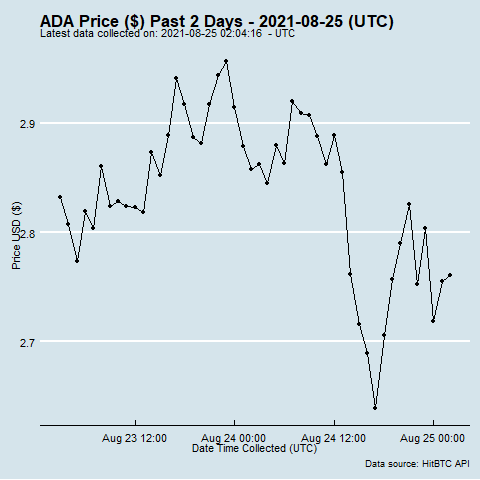 ADA Price ($) Past 2 Days - 2021-08-25 (UTC)
Latest data collected on: 2021-08-25 02:04:16 - UTC
2.9
2.8
2.7
Price USD ($)
Aug 23 12:00 Aug 24 00:00 Aug 24 12:00 Aug 25 00:00
Date Time Collected (UTC)
Data source: HitBTC API